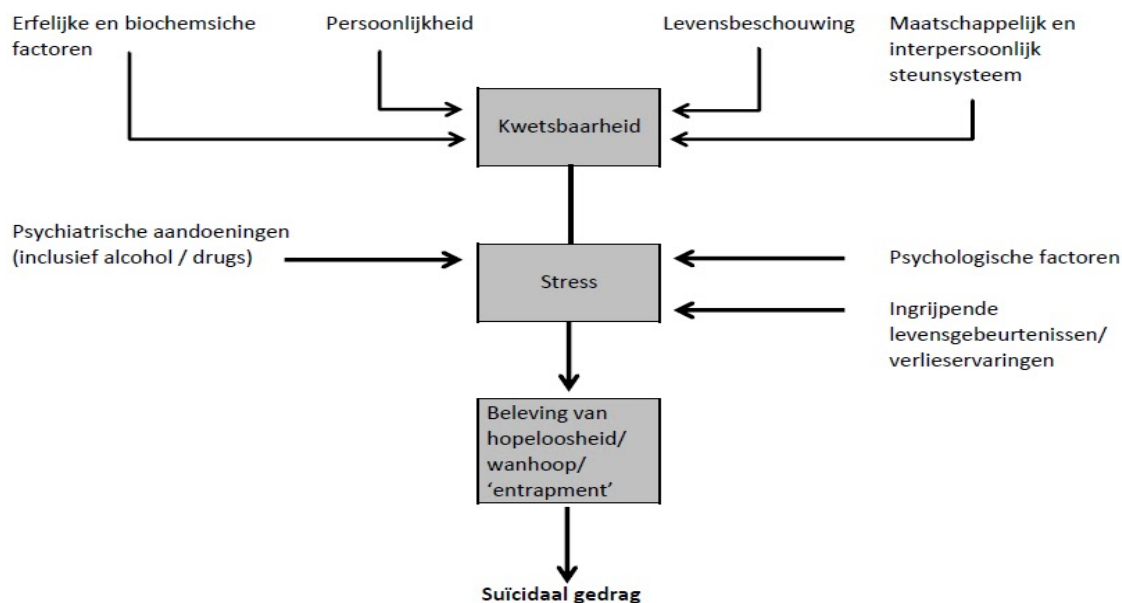 Erfelijke en biochemsiche
factoren
Persoonlijkheid
Levensbeschouwing
Maatschappelijk en
interpersoonlijk
steunsysteem
Kwetsbaarheid
Psychiatrische aandoeningen
(inclusief alcohol / drugs)
Stress
Psychologische factoren
Ingrijpende
levensgebeurtenissen/
verlieservaringen
Beleving van
hopeloosheid/
wanhoop/
‘entrapment’
Suïcidaal gedrag